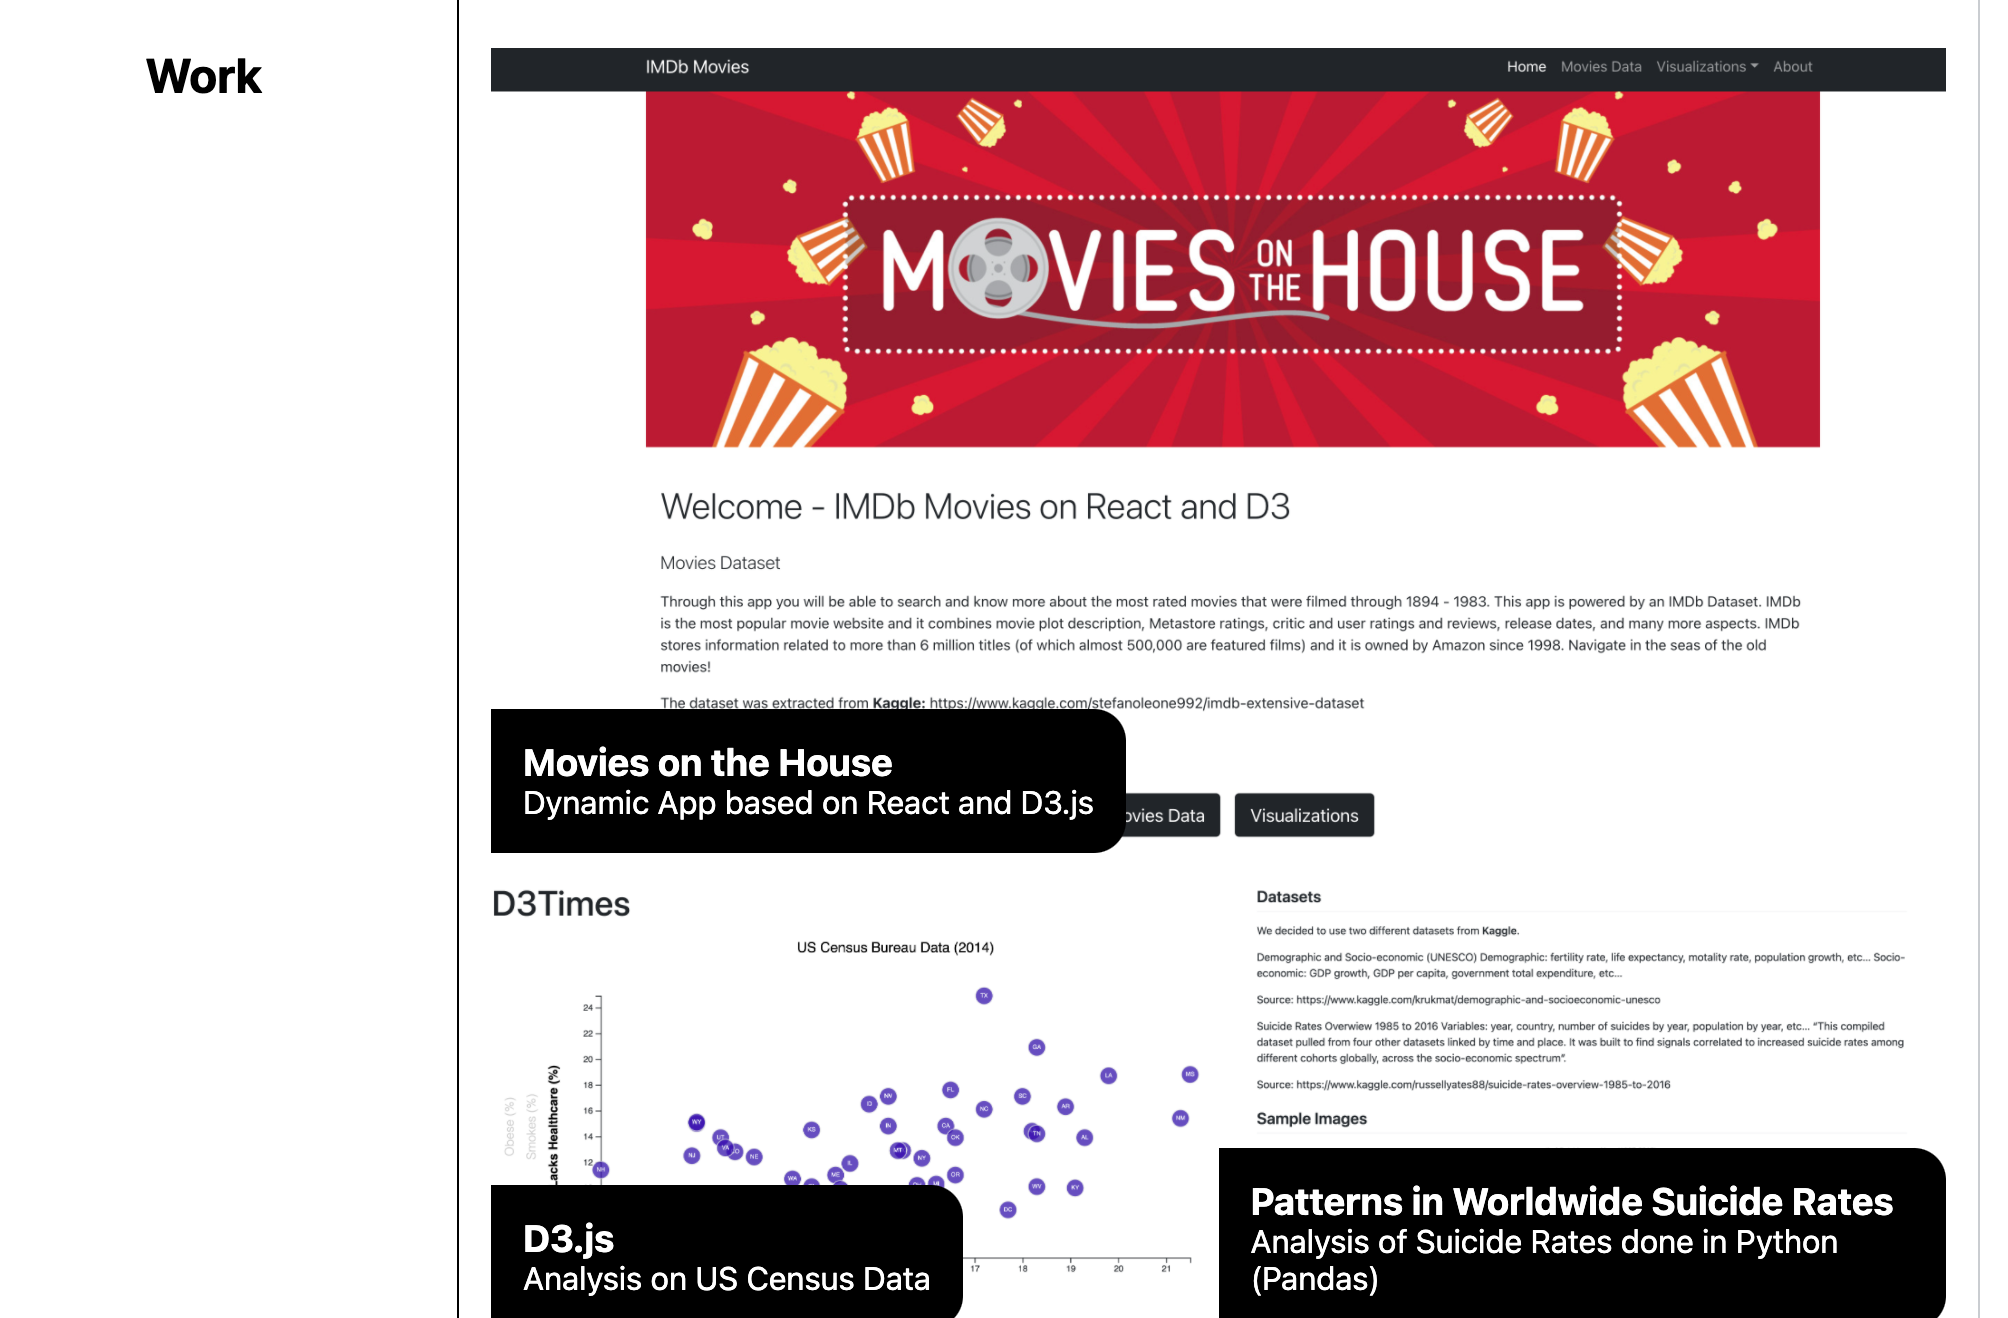 Work
IMDb Movies
Home Movies Data Visualizations About
MOVIES ON THE HOUSE
Welcome - IMDb Movies on React and D3
Movies Dataset
Through this app you will be able to search and know more about the most rated movies that were filmed through 1894 - 1983. This app is powered by an IMDb Dataset. IMDb
is the most popular movie website and it combines movie plot description, Metastore ratings, critic and user ratings and reviews, release dates, and many more aspects. IMDb
stores information related to more than 6 million titles (of which almost 500,000 are featured films) and it is owned by Amazon since 1998. Navigate in the seas of the old
movies!
The dataset was extracted from Kaggle: https://www.kaggle.com/stefanoleone992/imdb-extensive-dataset
Movies on the House
Dynamic App based on React and D3.js
ovies Data
Visualizations
D3Times
US Census Bureau Data (2014)
24
22
20
18
16
14
12
Obese (%)
Smokes (%)
Lacks Healthcare (%)
TX
GA
LA
MS
FL
NV
SC
NC
AR
NM
WY
KS
IN
CA
OK
TN
AL
UT
VA
NJ
NE
MT
NY
IL
NH
WA
ME
OR
WV
KY
DC
17 18 19 20 21
D3.js
Analysis on US Census Data
Datasets
We decided to use two different datasets from Kaggle.
Demographic and Socio-economic (UNESCO) Demographic: fertility rate, life expectancy, motality rate, population growth, etc... Socio-
economic: GDP growth, GDP per capita, government total expenditure, etc...
Source: https://www.kaggle.com/krukmat/demographic-and-socioeconomic-unesco
Suicide Rates Overwiew 1985 to 2016 Variables: year, country, number of suicides by year, population by year, etc... “This compiled
dataset pulled from four other datasets linked by time and place. It was built to find signals correlated to increased suicide rates among
different cohorts globally, across the socio-economic spectrum”.
Source: https://www.kaggle.com/russellyates88/suicide-rates-overview-1985-to-2016
Sample Images
Patterns in Worldwide Suicide Rates
Analysis of Suicide Rates done in Python
(Pandas)